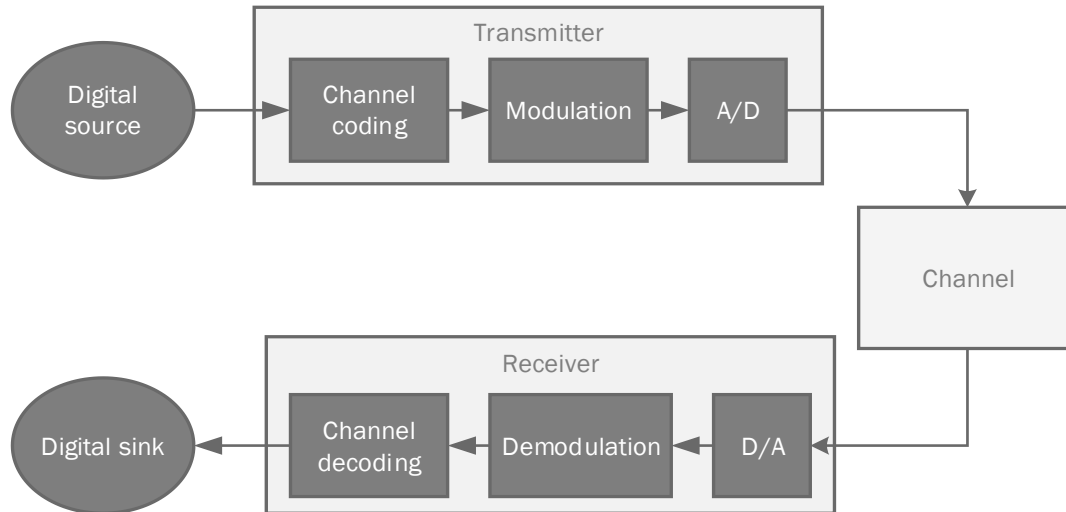 Transmitter
Digital
source
Channel
coding
Modulation
A/D
Channel
Receiver
Digital sink
Channel
decoding
Demodulation
D/A